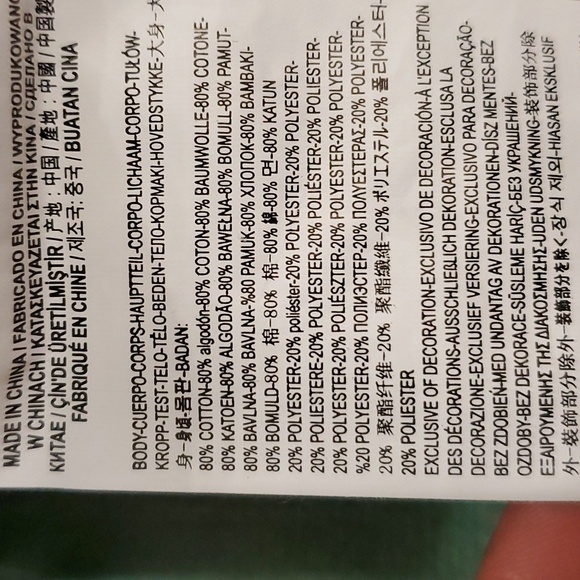 MADE IN CHINA / FABRICADO EN CHINA / WYPRODUKOWANO
W CHINACH / ΚΑΤΑΣΚΕΥΑΖΕΤΑΙ ΣΤΗΝ ΚΙΝΑ / СДЕЛАНО В
КИТАЕ / ÇİN'DE ÜRETİLMİŞTİR / 产地 : 中国 / 產地 : 中國 / 中国製
FABRIQUÉ EN CHINE / 제조국: 중국 / BUATAN CINA
BODY-CUERPO-CORPS-HAUPTTEIL-CORPO-LICHAAM-CORPO-TUŁÓW-
KROPP-TEST-TELO-TĚLO-BEDEN-ТЕЛО-ΚΟΡΜΑΚΙ-HOVEDSTYKKE-大身-大
身-身頃-몸판-BADAN:
80% COTTON-80% algodón-80% COTON-80% BAUMWOLLE-80% COTONE-
80% KATOEN-80% ALGODÃO-80% BAWEŁNA-80% BOMULL-80% PAMUT-
80% BAVLNA-80% BAVLNA-%80 PAMUK-80% ХЛОПОК-80% ΒΑΜΒΑΚΙ-
80% BOMULD-80% 棉-80% 棉-80% 綿-80% 면-80% KATUN
20% POLYESTER-20% poliéster-20% POLYESTER-20% POLYESTER-
20% POLIESTERE-20% POLYESTER-20% POLIÉSTER-20% POLIESTER-
20% POLYESTER-20% POLIÉSZTER-20% POLYESTER-20% POLYESTER-
%20 POLYESTER-20% ПОЛИЭСТЕР-20% ΠΟΛΥΕΣΤΕΡΑΣ-20% POLYESTER-
20% 聚酯纤维-20% 聚酯纖維-20% ポリエステル-20% 폴리에스터-
20% POLIESTER
EXCLUSIVE OF DECORATION-EXCLUSIVO DE DECORACIÓN-À L'EXCEPTION
DES DÉCORATIONS-AUSSCHLIEẞLICH DEKORATION-ESCLUSA LA
DECORAZIONE-EXCLUSIEF VERSIERING-EXCLUSIVO PARA DECORAÇÃO-
BEZ ZDOBIEŃ-MED UNDANTAG AV DEKORATIONEN-DÍSZ MENTES-BEZ
OZDOBY-BEZ DEKORACE-SÜSLEME HARİÇ-БЕЗ УКРАШЕНИЙ-
ΕΞΑΙΡΟΥΜΕΝΗΣ ΤΗΣ ΔΙΑΚΟΣΜΗΣΗΣ-UDEN UDSMYKNING-装饰部分除
外-裝飾部分除外-装飾部分を除く-장식 제외-HIASAN EKSKLUSIF